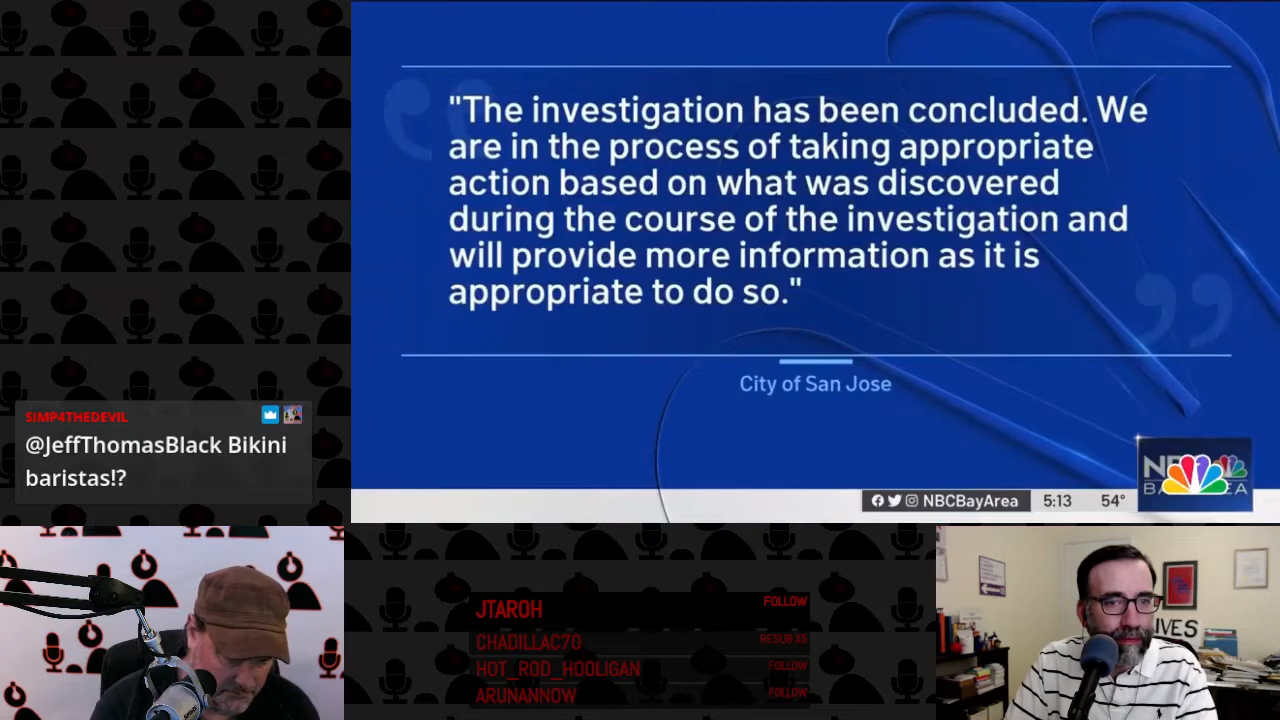 "The investigation has been concluded. We
are in the process of taking appropriate
action based on what was discovered
during the course of the investigation and
will provide more information as it is
appropriate to do so."
City of San Jose
NBCBayArea
5:13
54°
SIMP4THEDEVIL
@JeffThomasBlack Bikini
baristas!?
JTAROH FOLLOW
CHADILLAC70 RESUB X5
HOT_ROD_HOOLIGAN FOLLOW
ARUNANNOW FOLLOW